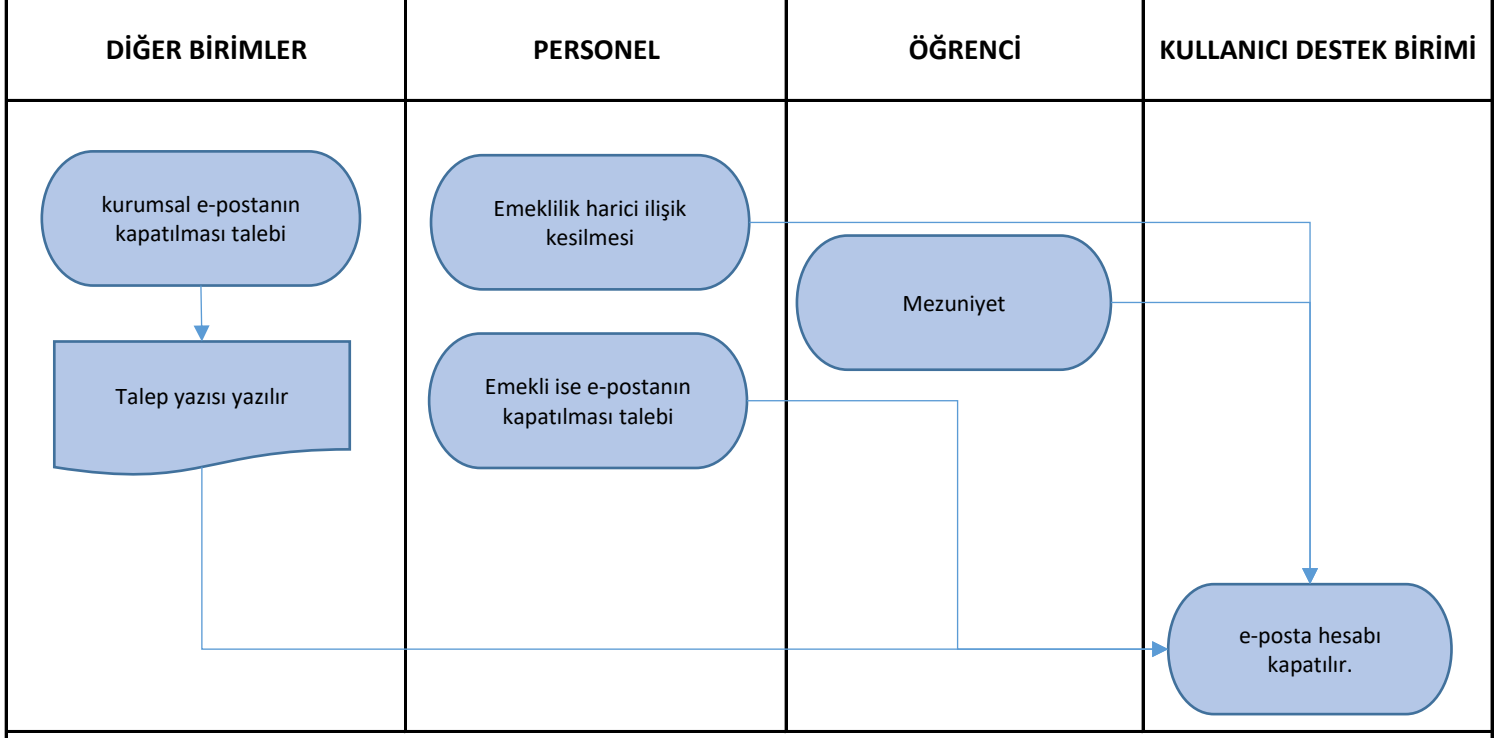 DİĞER BİRİMLER
PERSONEL
ÖĞRENCİ
KULLANICI DESTEK BİRİMİ
kurumsal e-postanın
kapatılması talebi
Talep yazısı yazılır
Emeklilik harici ilişik
kesilmesi
Emekli ise e-postanın
kapatılması talebi
Mezuniyet
e-posta hesabı
kapatılır.